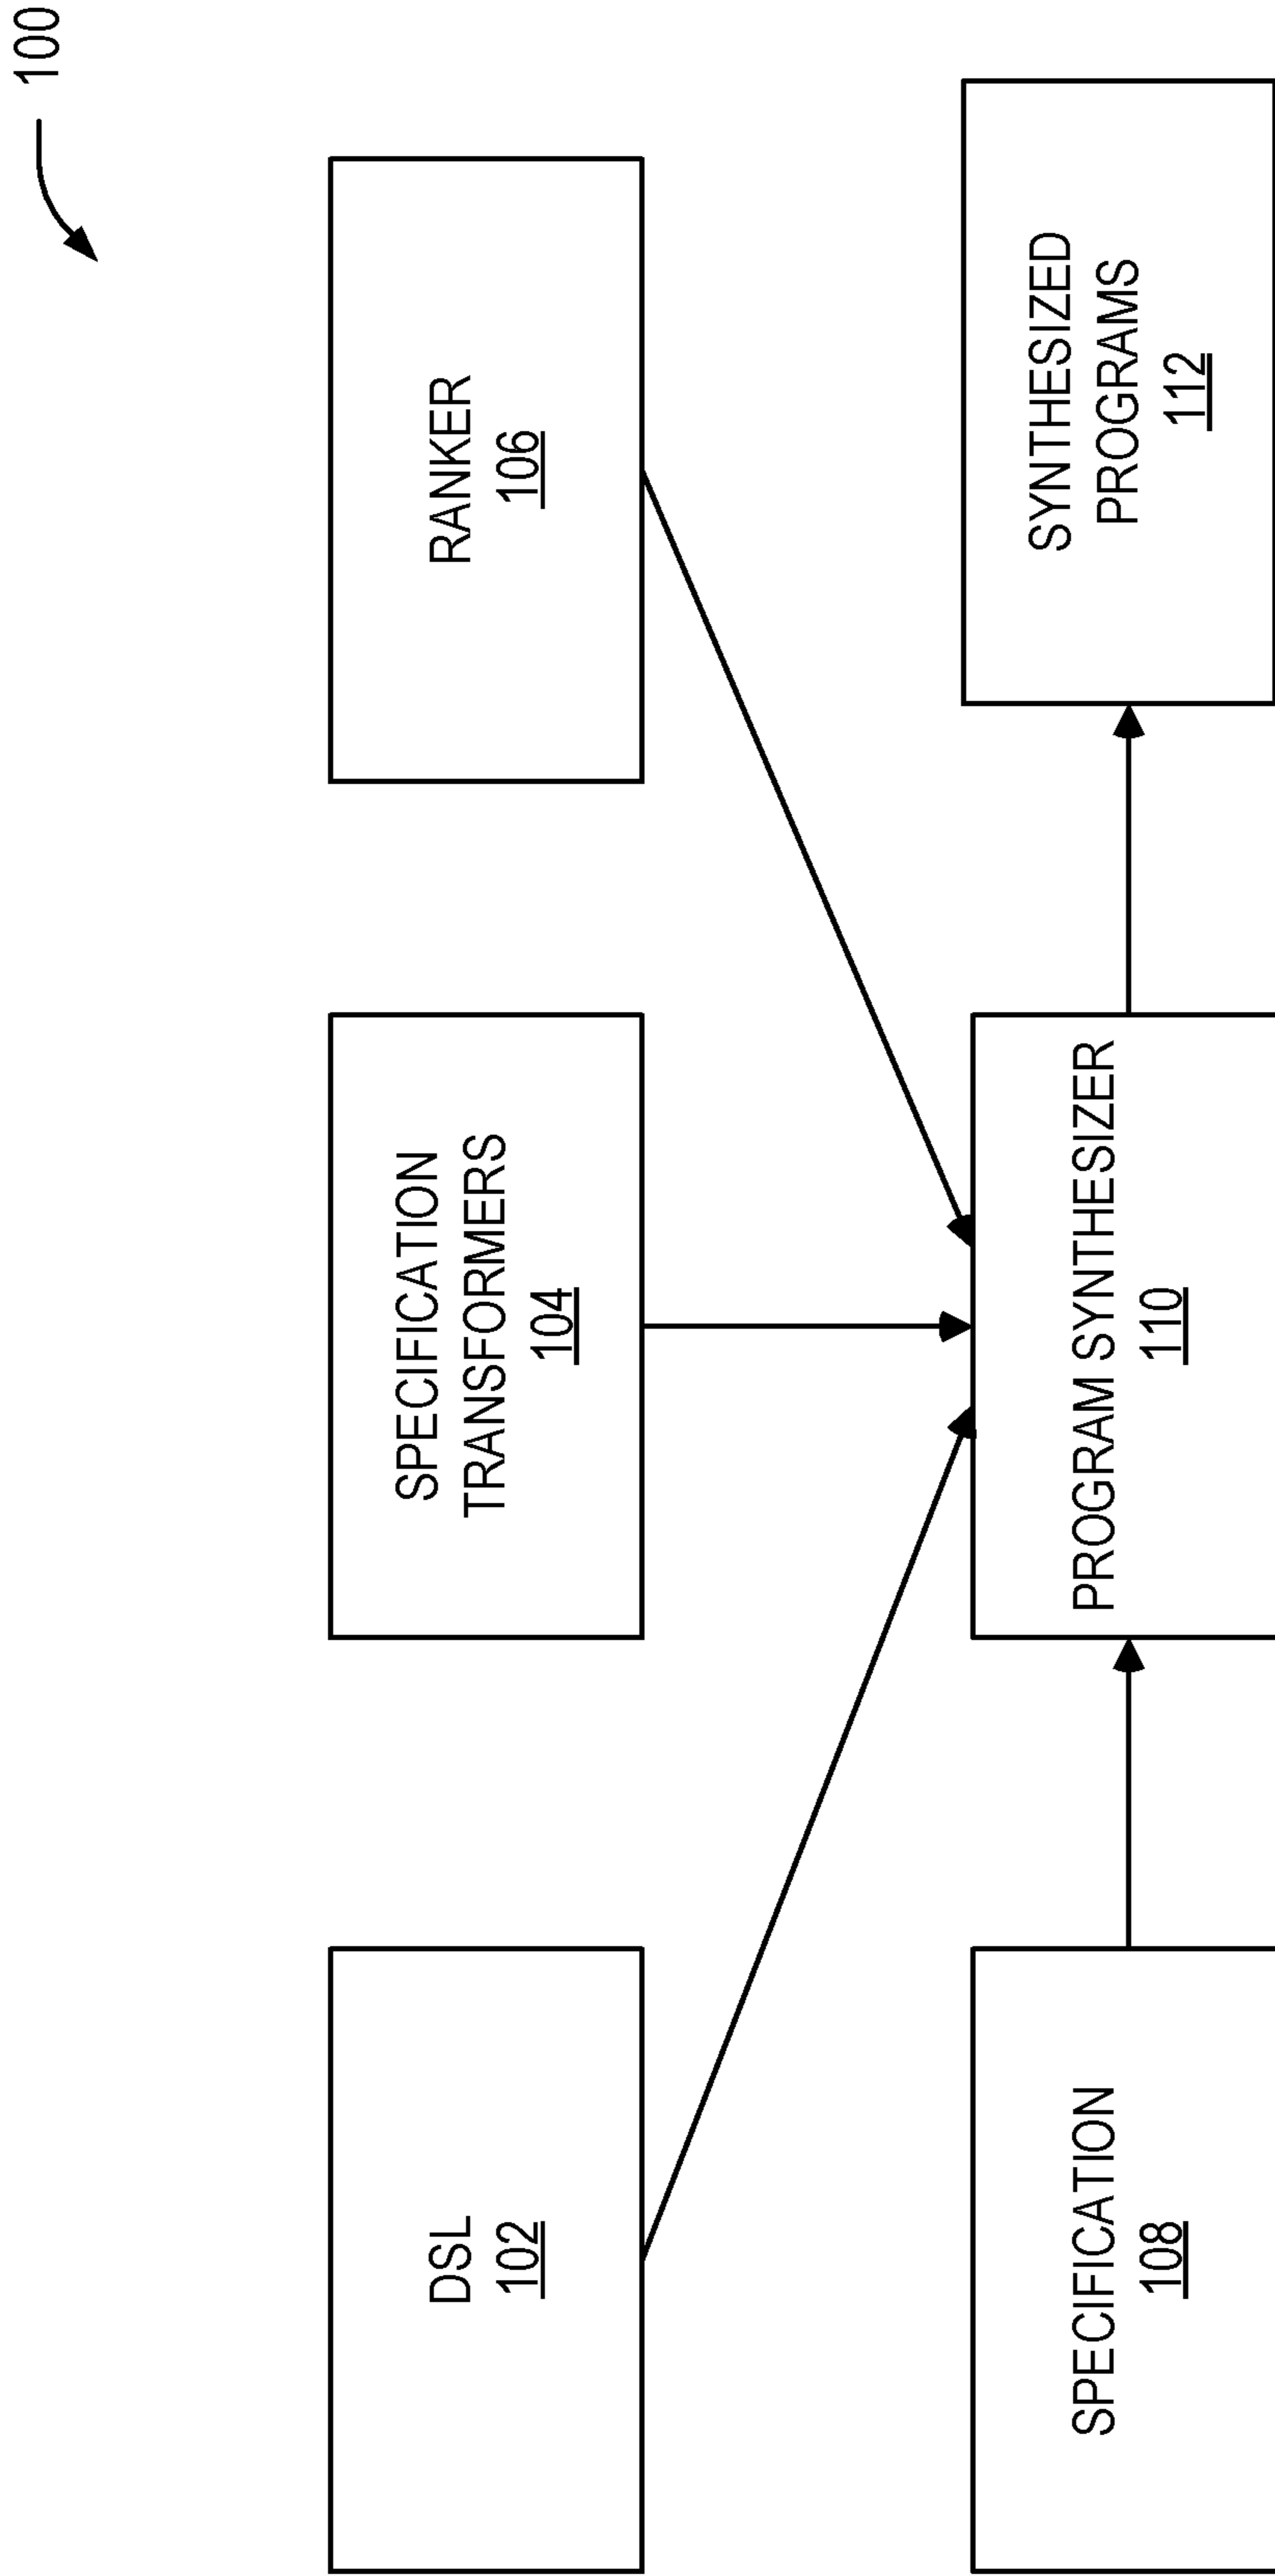 100
DSL
102
SPECIFICATION
TRANSFORMERS
104
RANKER
106
SPECIFICATION
108
PROGRAM SYNTHESIZER
110
SYNTHESIZED
PROGRAMS
112